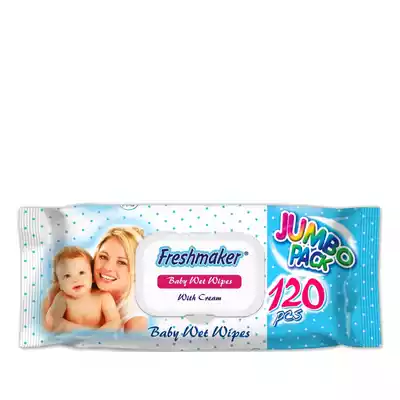 Freshmaker®
Baby Wet Wipes
With Cream
Baby Wet Wipes
JUMBO
PACK
120
pcs